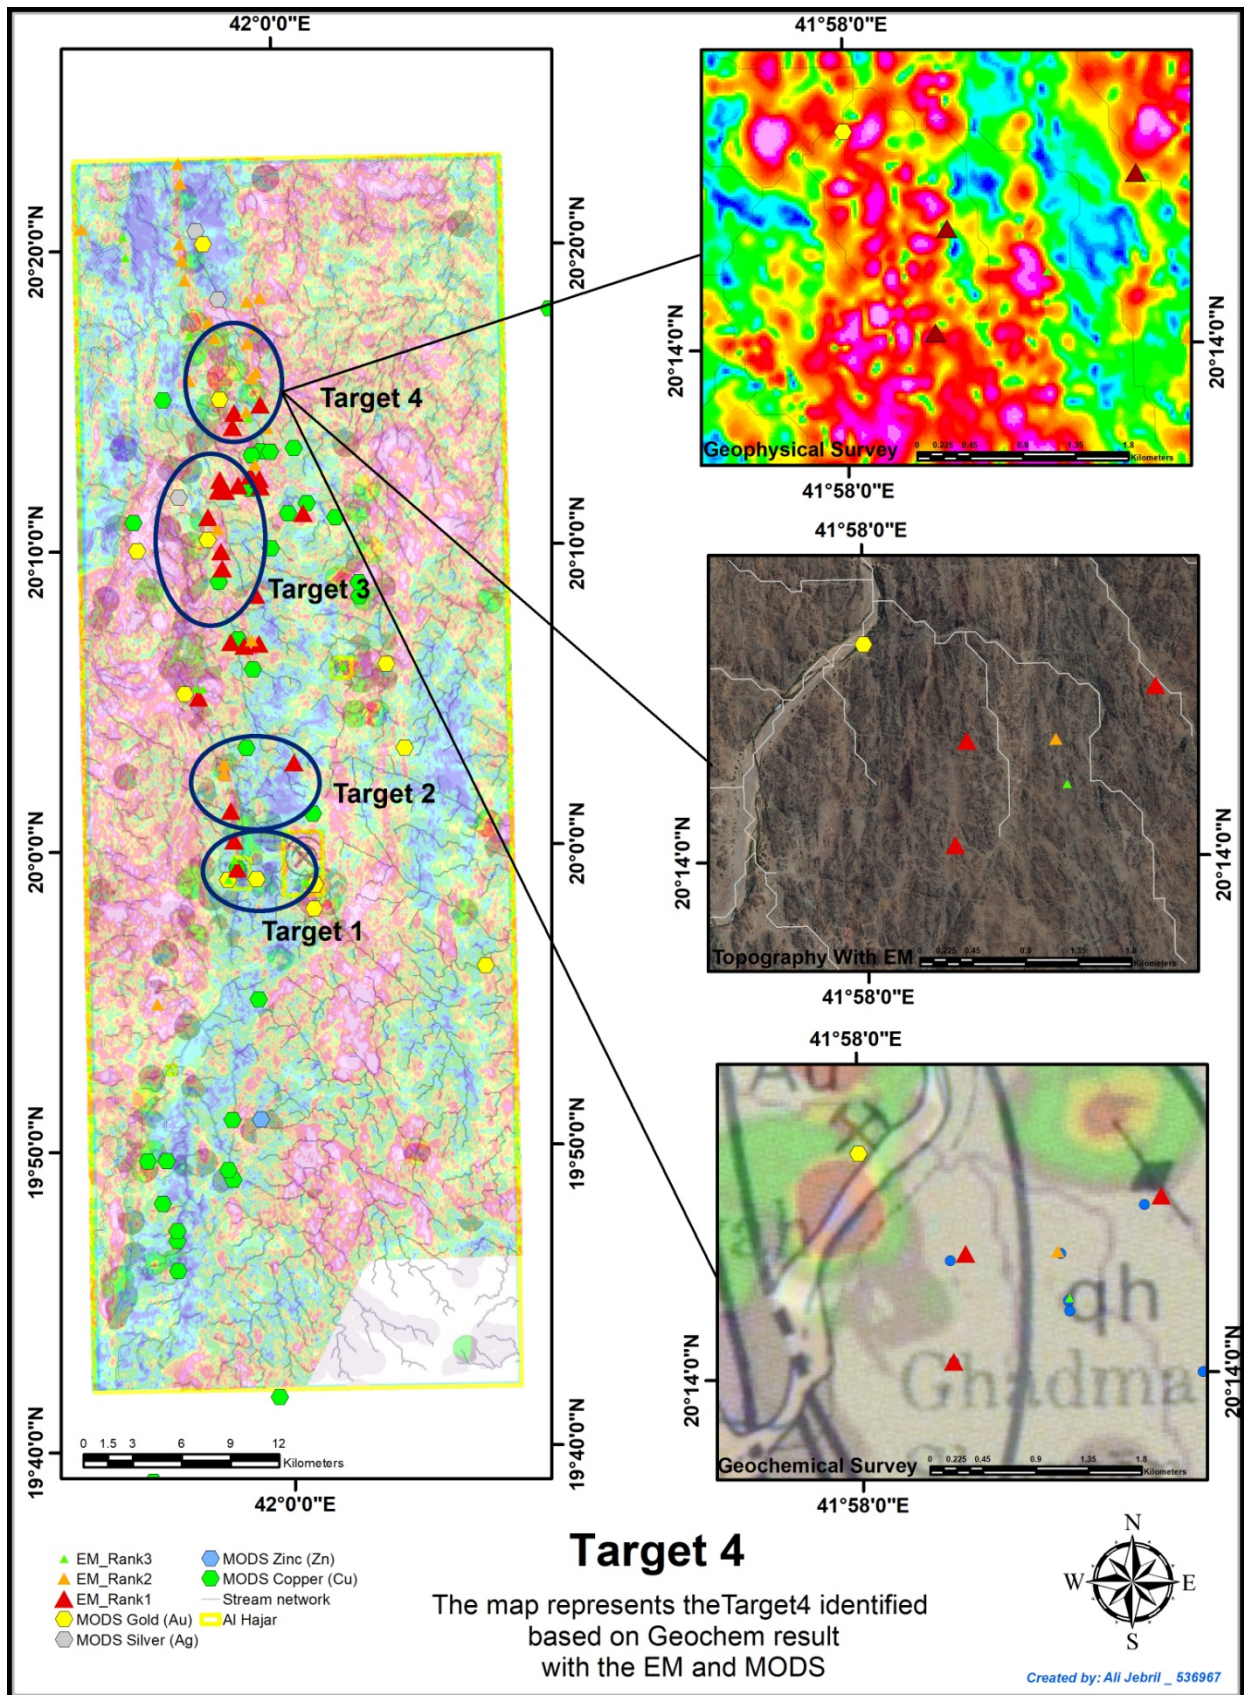 42°0'0"E
20°20'0"N
20°10'0"N
20°0'0"N
19°50'0"N
19°40'0"N
Target 4
Target 3
Target 2
Target 1
20°20'0"N
20°10'0"N
20°0'0"N
19°50'0"N
19°40'0"N
0 1.5 3 6 9 12
Kilometers
42°0'0"E
41°58'0"E
20°14'0"N
20°14'0"N
Geophysical Survey
0 0.225 0.45 0.9 1.35 1.8
Kilometers
41°58'0"E
41°58'0"E
20°14'0"N
20°14'0"N
Topography With EM
0 0.225 0.45 0.9 1.35 1.8
Kilometers
41°58'0"E
41°58'0"E
Au
qh
Ghadma
20°14'0"N
20°14'0"N
Geochemical Survey
0 0.225 0.45 0.9 1.35 1.8
Kilometers
41°58'0"E
EM_Rank3
EM_Rank2
EM_Rank1
MODS Gold (Au)
MODS Silver (Ag)
MODS Zinc (Zn)
MODS Copper (Cu)
Stream network
Al Hajar
Target 4
The map represents theTarget4 identified
based on Geochem result
with the EM and MODS
N
W E
S
Created by: Ali Jebril _ 536967